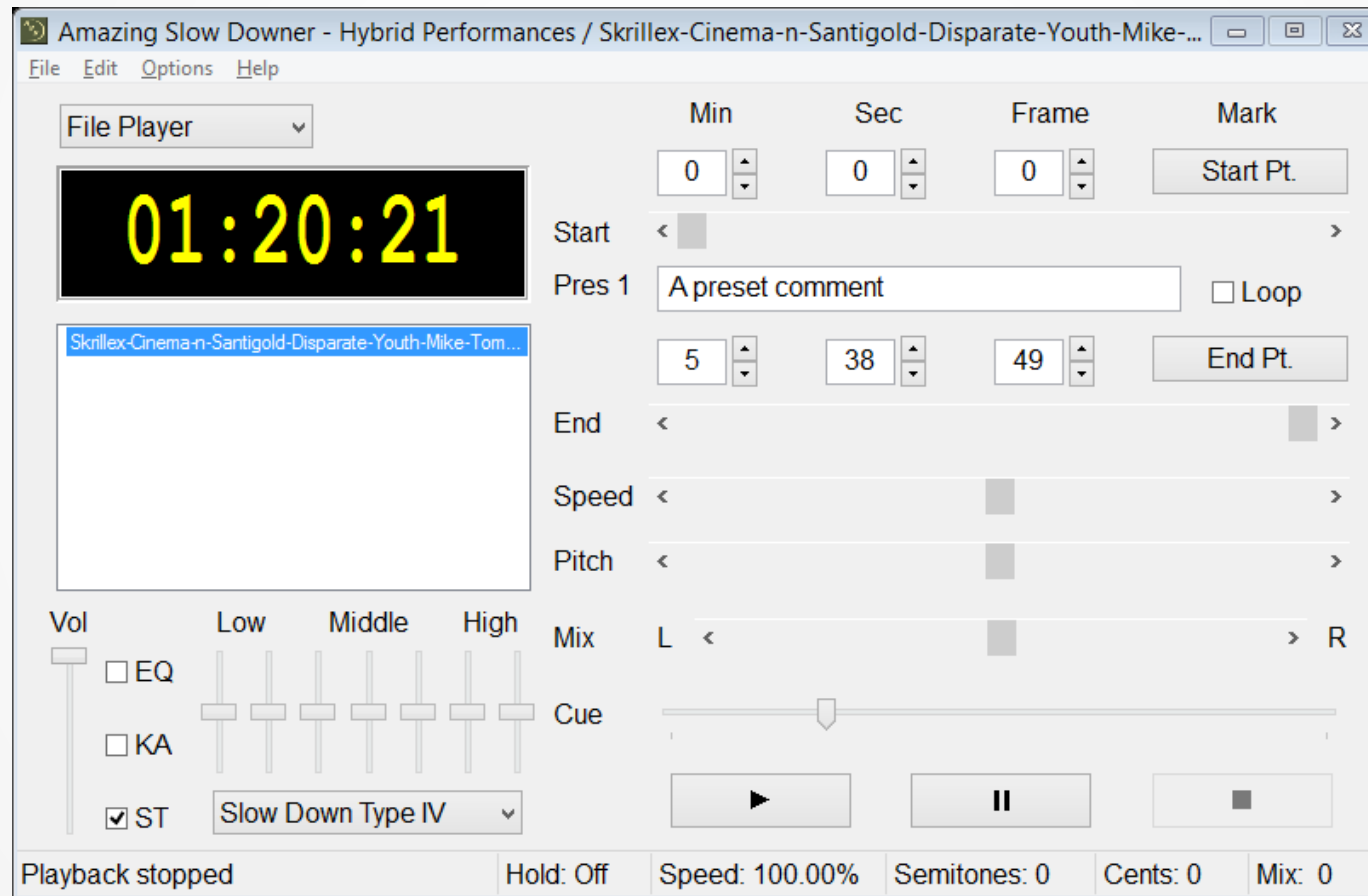 Amazing Slow Downer - Hybrid Performances / Skrillex-Cinema-n-Santigold-Disparate-Youth-Mike-...
File Edit Options Help
File Player
Min Sec Frame Mark
0 0 0 Start Pt.
01:20:21
Start
Pres 1 A preset comment Loop
Skrillex-Cinema-n-Santigold-Disparate-Youth-Mike-Tom...
5 38 49 End Pt.
End
Speed
Pitch
Vol Low Middle High
Mix L R
EQ
Cue
KA
ST Slow Down Type IV
Playback stopped Hold: Off Speed: 100.00% Semitones: 0 Cents: 0 Mix: 0